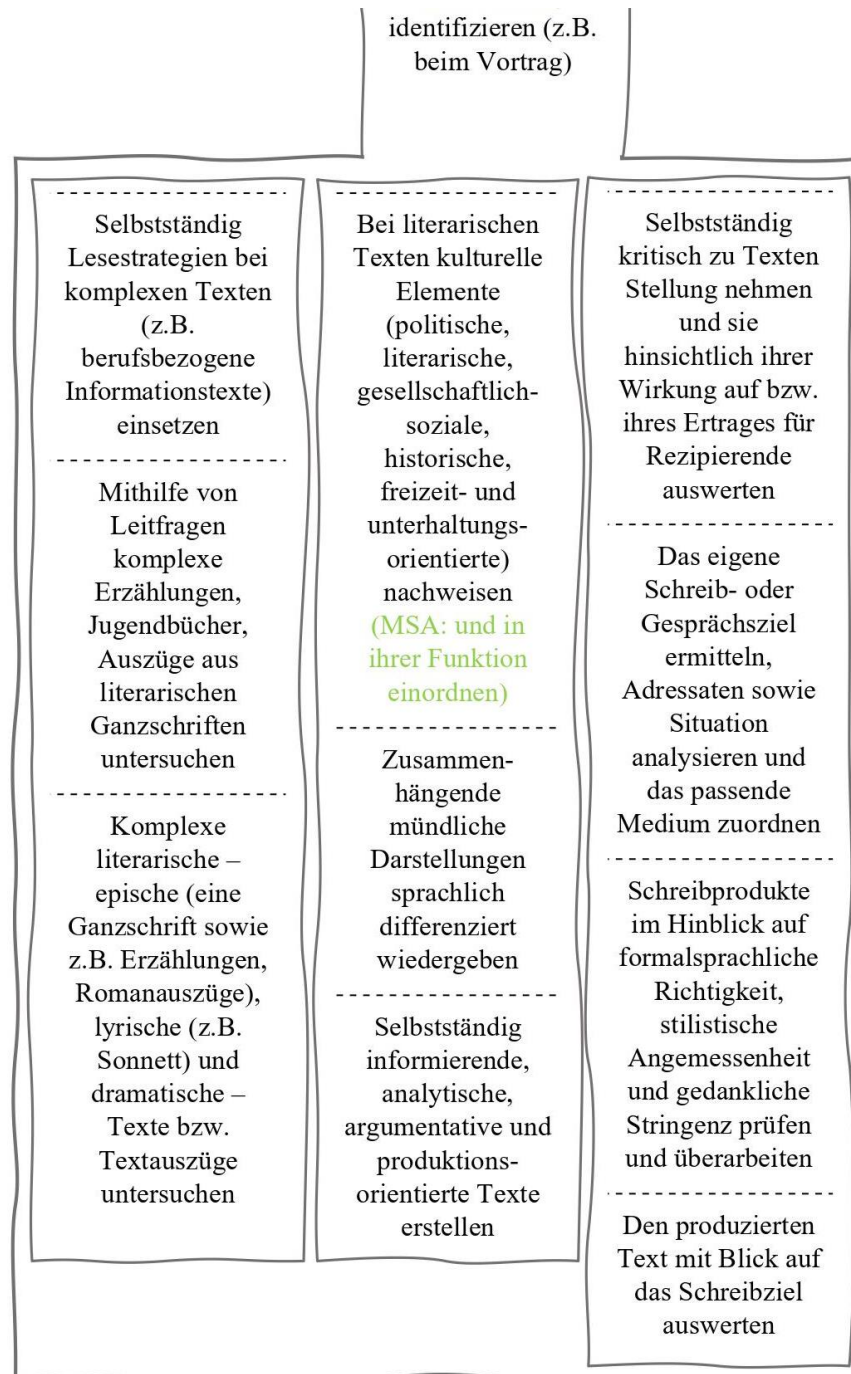 identifizieren (z.B.
beim Vortrag)
Selbstständig
Lesestrategien bei
komplexen Texten
(z.B.
berufsbezogene
Informationstexte)
einsetzen
Mithilfe von
Leitfragen
komplexe
Erzählungen,
Jugendbücher,
Auszüge aus
literarischen
Ganzschriften
untersuchen
Komplexe
literarische –
epische (eine
Ganzschrift sowie
z.B. Erzählungen,
Romanauszüge),
lyrische (z.B.
Sonnett) und
dramatische –
Texte bzw.
Textauszüge
untersuchen
Bei literarischen
Texten kulturelle
Elemente
(politische,
literarische,
gesellschaftlich-
soziale,
historische,
freizeit- und
unterhaltungs-
orientierte)
nachweisen
(MSA: und in
ihrer Funktion
einordnen)
Zusammen-
hängende
mündliche
Darstellungen
sprachlich
differenziert
wiedergeben
Selbstständig
informierende,
analytische,
argumentative und
produktions-
orientierte Texte
erstellen
Selbstständig
kritisch zu Texten
Stellung nehmen
und sie
hinsichtlich ihrer
Wirkung auf bzw.
ihres Ertrages für
Rezipierende
auswerten
Das eigene
Schreib- oder
Gesprächsziel
ermitteln,
Adressaten sowie
Situation
analysieren und
das passende
Medium zuordnen
Schreibprodukte
im Hinblick auf
formalsprachliche
Richtigkeit,
stilistische
Angemessenheit
und gedankliche
Stringenz prüfen
und überarbeiten
Den produzierten
Text mit Blick auf
das Schreibziel
auswerten